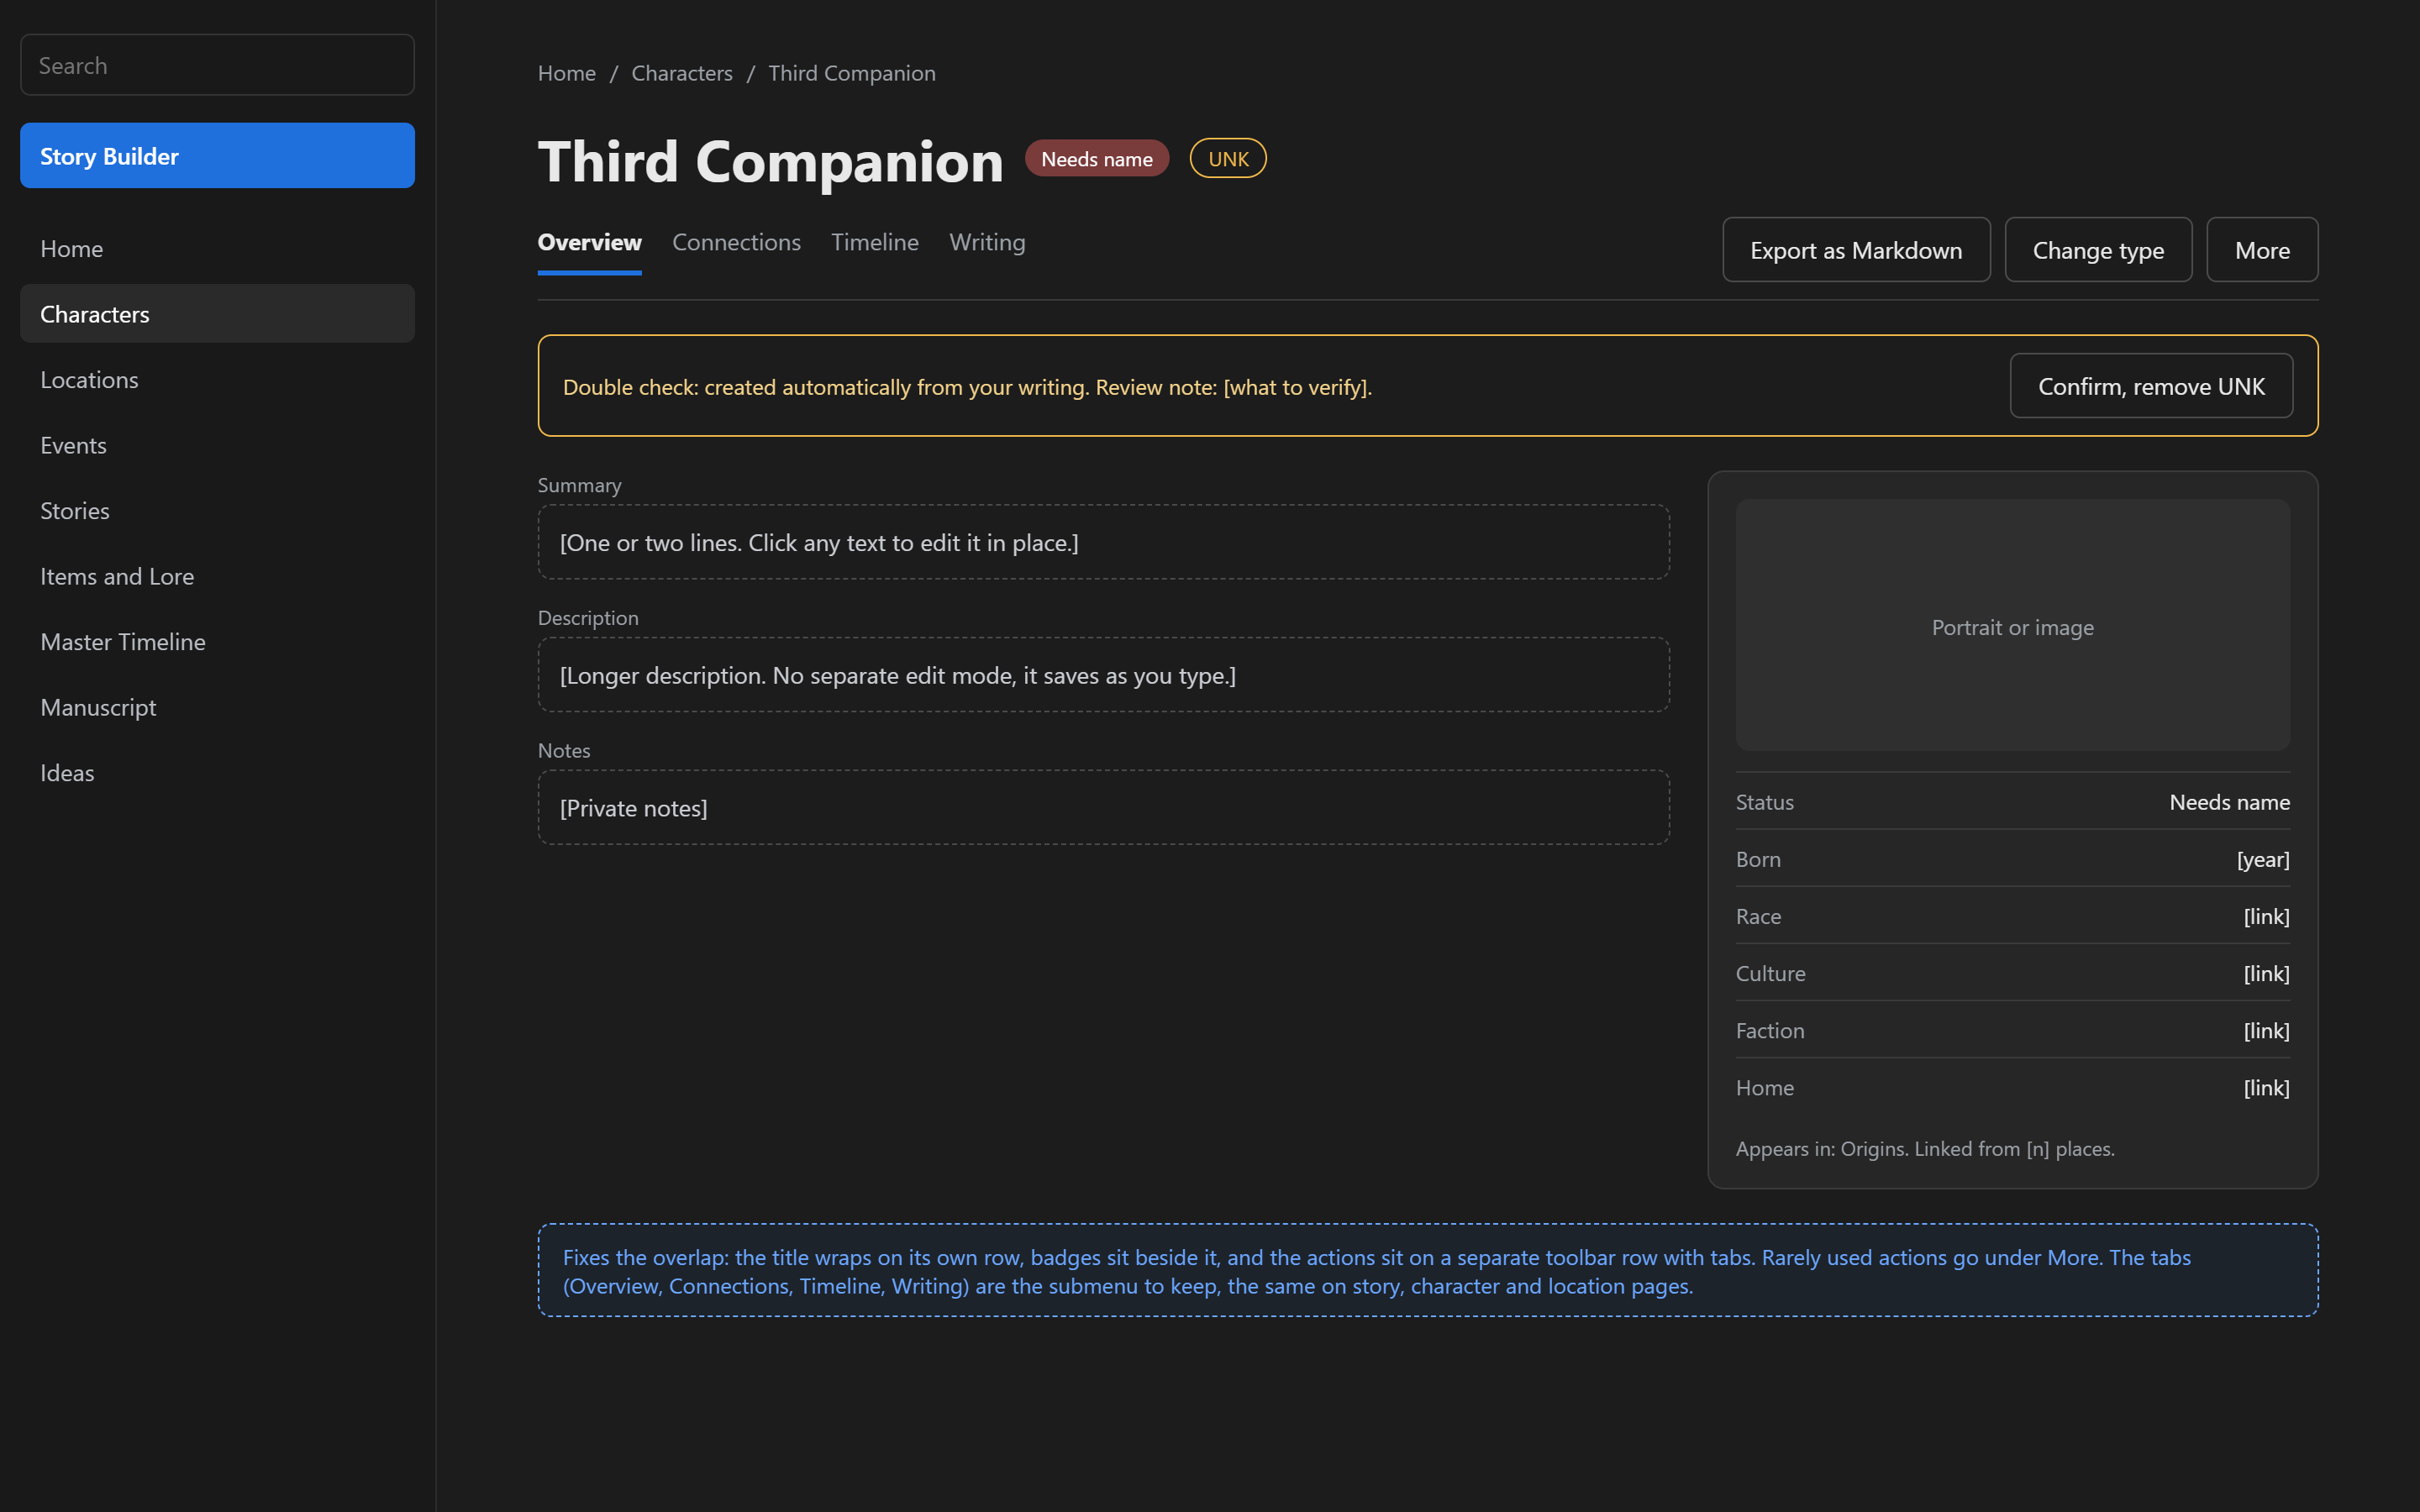 Search
Story Builder
Home
Characters
Locations
Events
Stories
Items and Lore
Master Timeline
Manuscript
Ideas
Home / Characters / Third Companion
Third Companion
Needs name
UNK
Overview
Connections
Timeline
Writing
Export as Markdown
Change type
More
Double check: created automatically from your writing. Review note: [what to verify].
Confirm, remove UNK
Summary
[One or two lines. Click any text to edit it in place.]
Description
[Longer description. No separate edit mode, it saves as you type.]
Notes
[Private notes]
Portrait or image
Status Needs name
Born [year]
Race [link]
Culture [link]
Faction [link]
Home [link]
Appears in: Origins. Linked from [n] places.
Fixes the overlap: the title wraps on its own row, badges sit beside it, and the actions sit on a separate toolbar row with tabs. Rarely used actions go under More. The tabs
(Overview, Connections, Timeline, Writing) are the submenu to keep, the same on story, character and location pages.